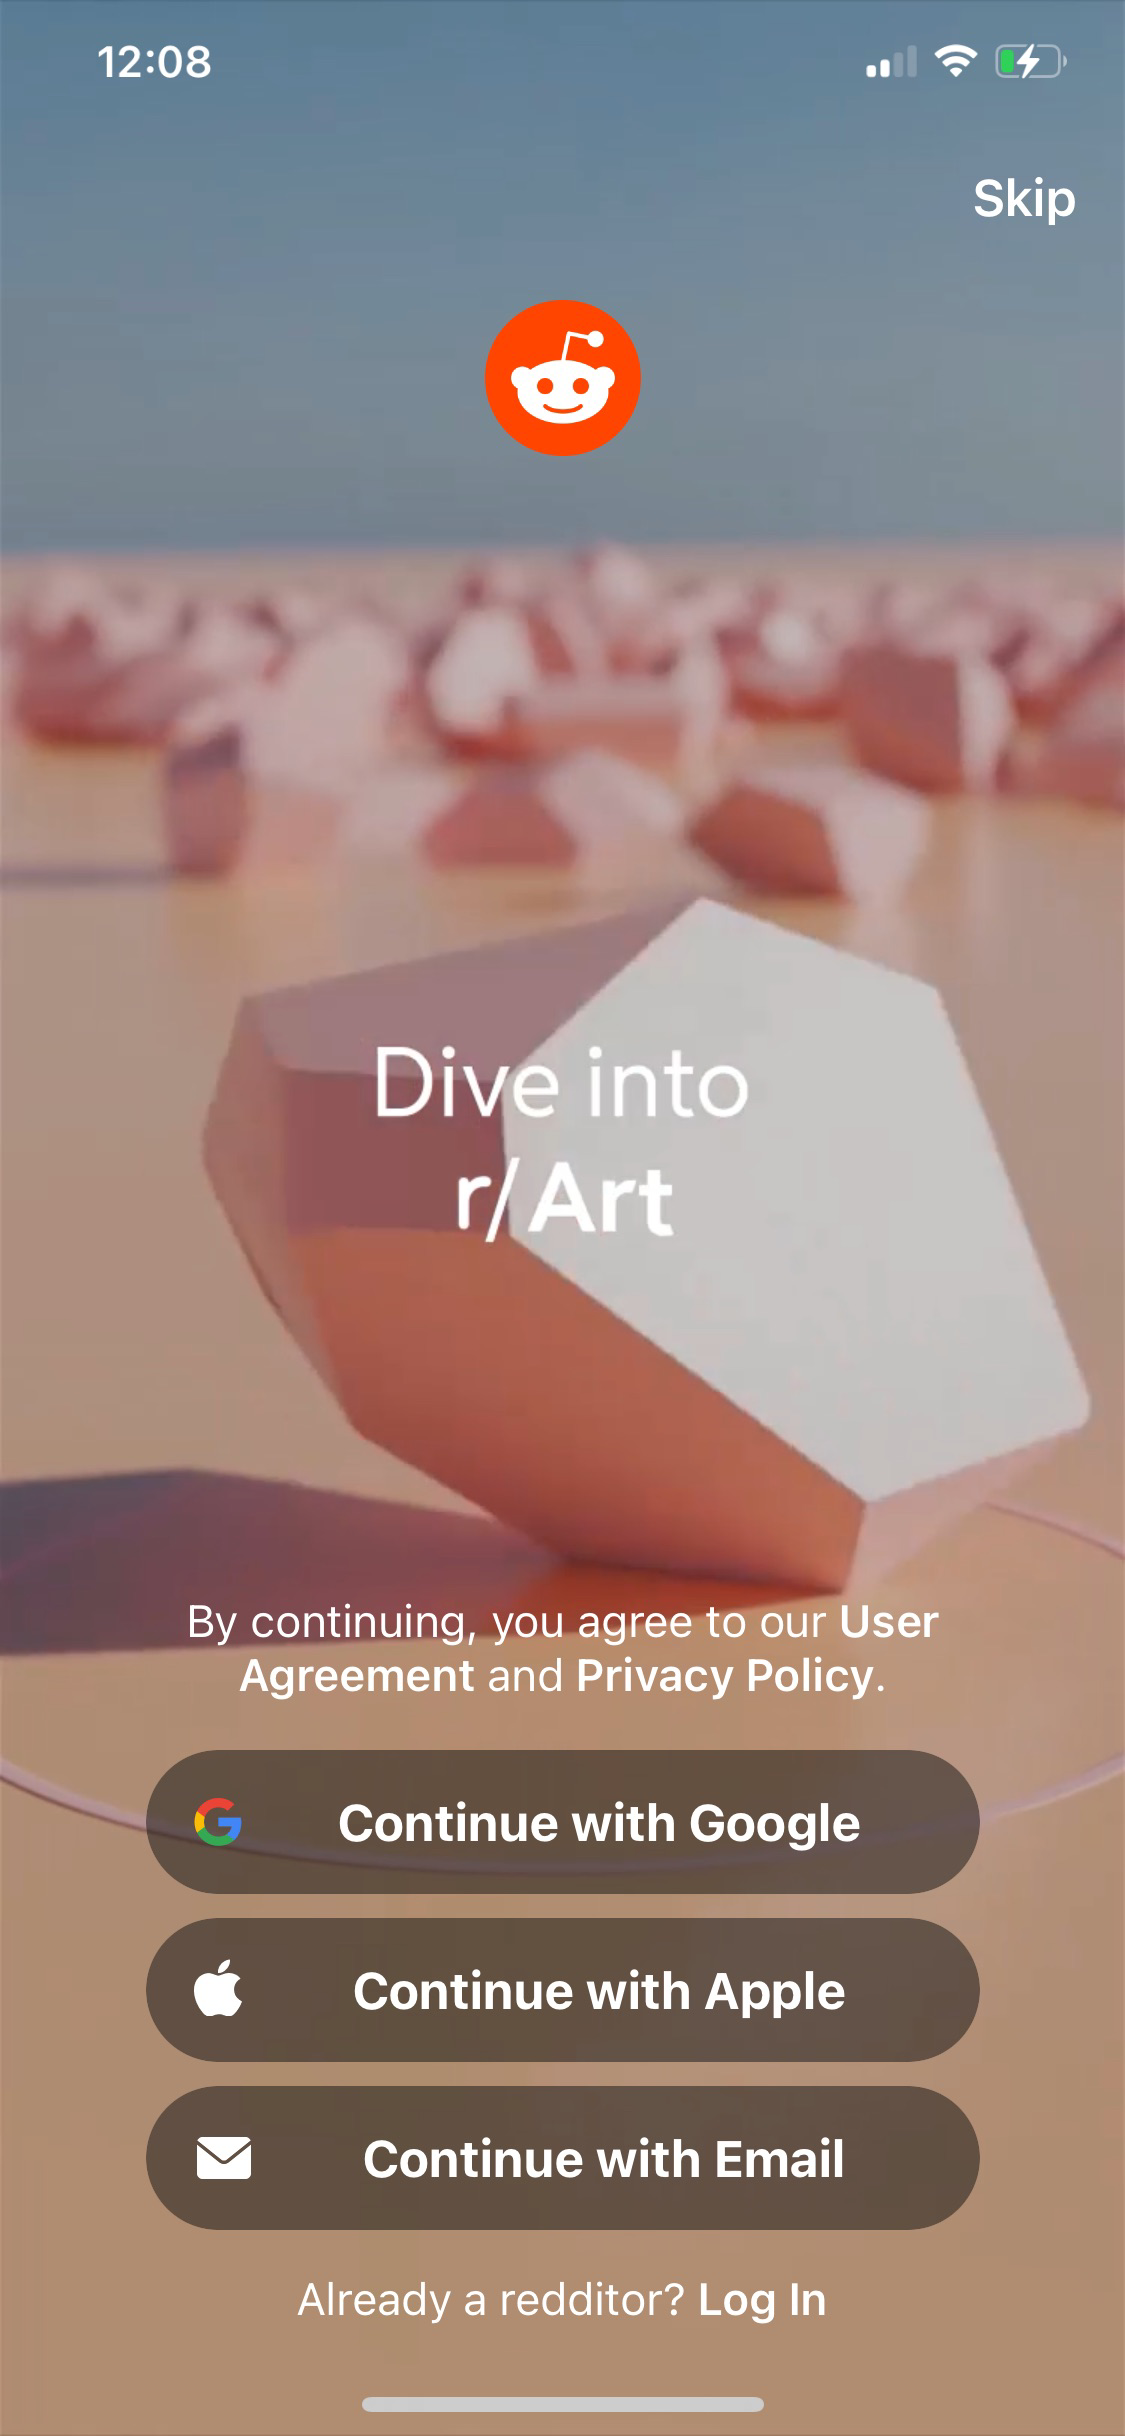 12:08
Skip
Dive into
r/Art
By continuing, you agree to our User
Agreement and Privacy Policy.
Continue with Google
Continue with Apple
Continue with Email
Already a redditor? Log In